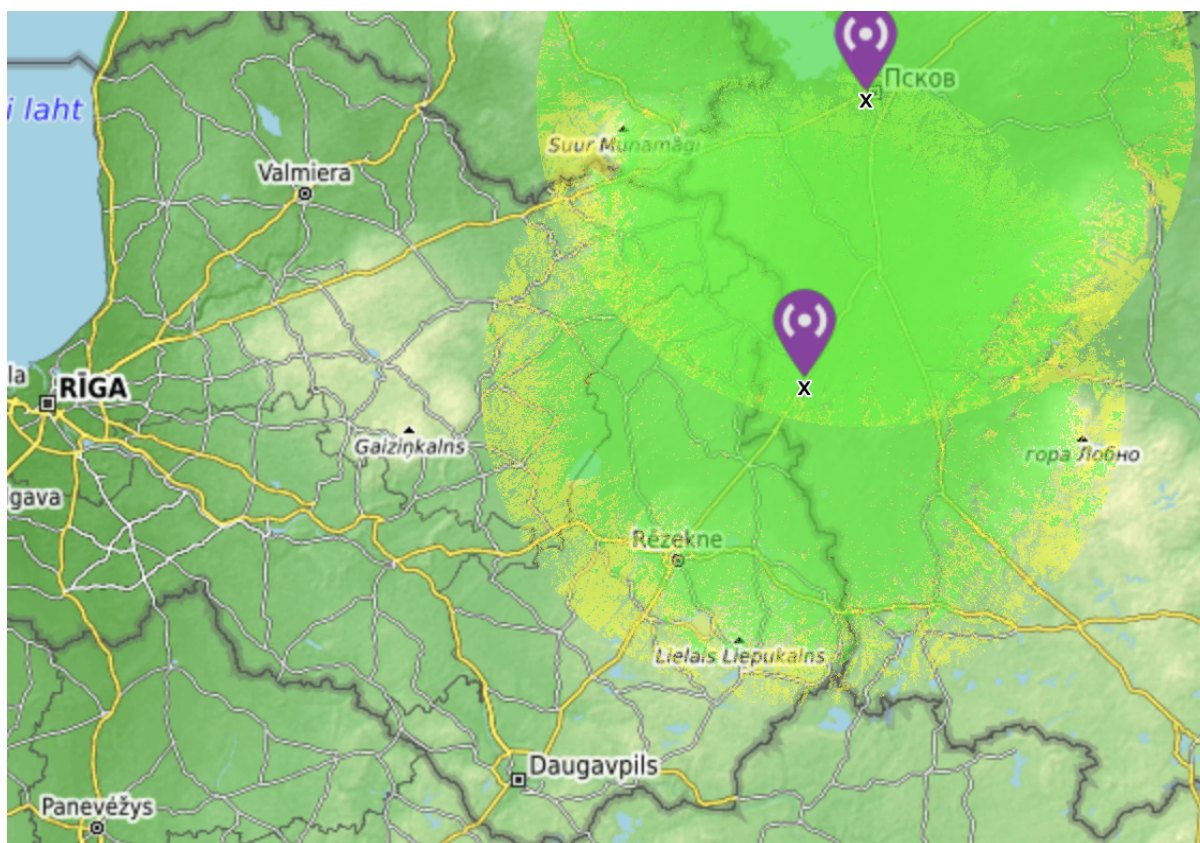 Псков
i laht
Suur Munamägi
Valmiera
la
RĪGA
Gaiziņkalns
гора Лобно
gava
Rēzekne
Lielais Liepukalns
Daugavpils
Panevėžys
X
X